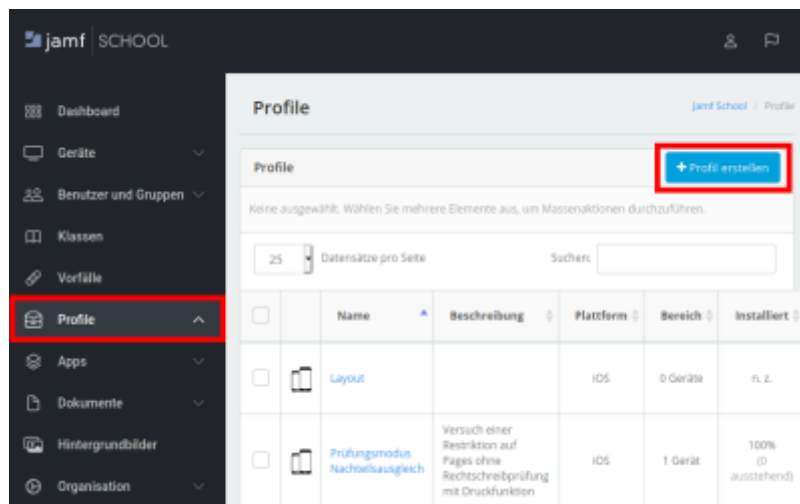 jamf SCHOOL
Dashboard
Geräte
Benutzer und Gruppen
Klassen
Vorfälle
Profile
Apps
Dokumente
Hintergrundbilder
Organisation
Profile
Jamf School / Profile
Profile
+ Profil erstellen
Keine ausgewählt. Wählen Sie mehrere Elemente aus, um Massenaktionen durchzuführen.
25 Datensätze pro Seite Suchen:
Name Beschreibung Plattform Bereich Installiert
Layout iOS 0 Geräte n. z.
Prüfungsmodus
Nachteilsausgleich
Versuch einer
Restriktion auf
Pages ohne
Rechtschreibprüfung
mit Druckfunktion
iOS
1 Gerät
100%
(0
ausstehend)